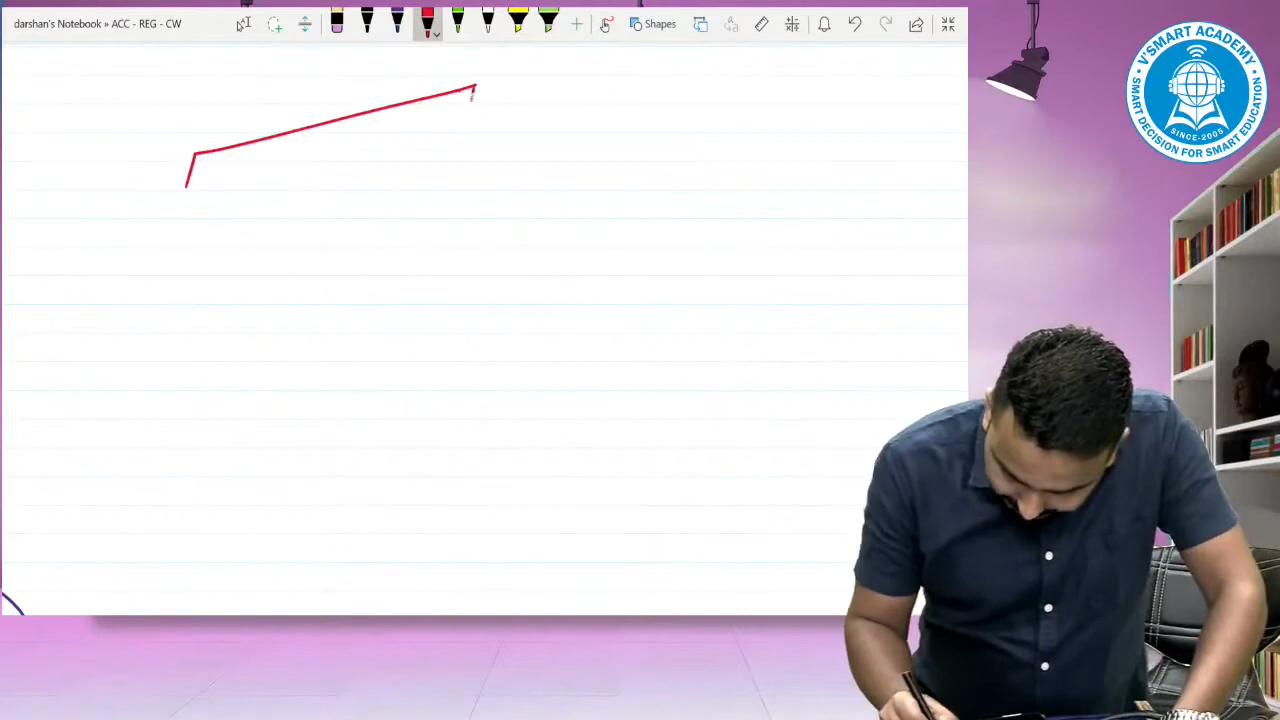 darshan's Notebook » ACC - REG - CW
Shapes
V'SMART ACADEMY
SINCE-2005
SMART DECISION FOR SMART EDUCATION